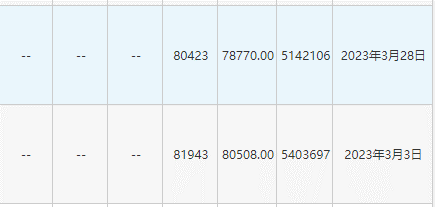 -- -- -- 80423 78770.00 5142106 2023年3月28日
-- -- -- 81943 80508.00 5403697 2023年3月3日